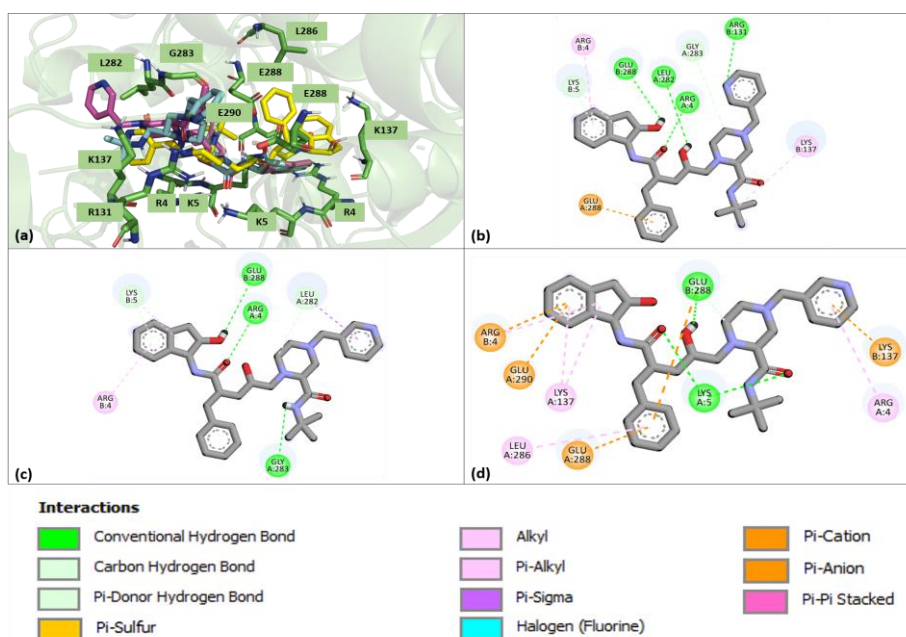 L286
L282
G283
E288
E288
E290
K137
K137
R131
R4
K5
K5
R4
(a)
ARG
B:4
GLY
A:283
ARG
B:131
GLU
B:288
LEU
A:282
LYS
B:5
ARG
A:4
LYS
B:137
GLU
A:288
(b)
LYS
B:5
GLU
B:288
LEU
A:282
ARG
A:4
ARG
B:4
GLY
A:283
(c)
GLU
B:288
ARG
B:4
LYS
B:137
GLU
A:290
LYS
A:137
LYS
A:5
ARG
A:4
LEU
A:286
GLU
A:288
(d)
Interactions
Conventional Hydrogen Bond
Carbon Hydrogen Bond
Pi-Donor Hydrogen Bond
Pi-Sulfur
Alkyl
Pi-Alkyl
Pi-Sigma
Halogen (Fluorine)
Pi-Cation
Pi-Anion
Pi-Pi Stacked